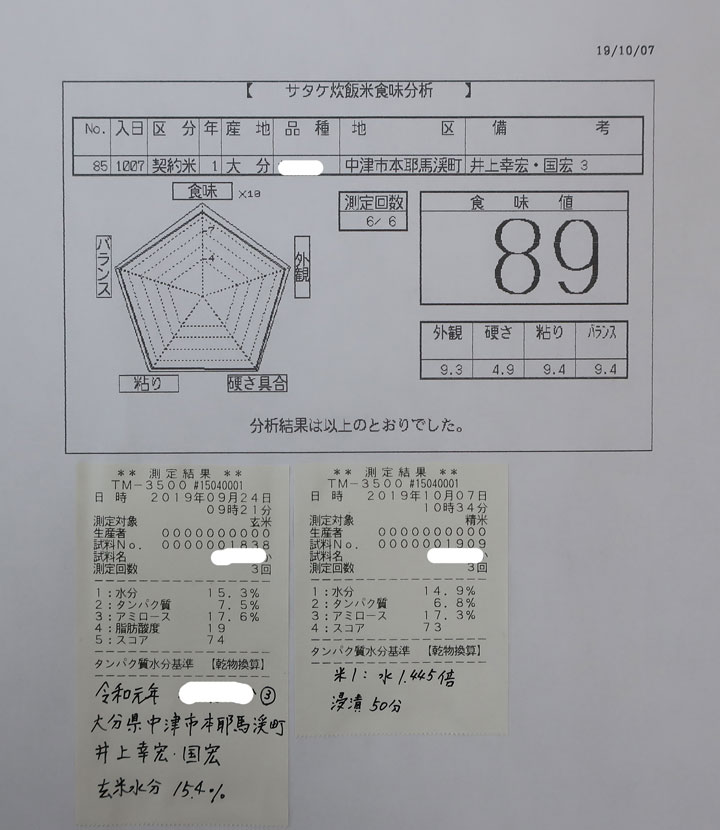 19/10/07
【 サタケ炊飯米食味分析 】
No. 入日 区分 年 産地 品種 地区 備考
85 1007 契約米 1 大分 中津市本耶馬渓町 井上幸宏・国宏 3
食味 ×10
7
4
バランス
外観
粘り
硬さ具合
測定回数
6/ 6
食味値
89
外観 硬さ 粘り バランス
9.3 4.9 9.4 9.4
分析結果は以上のとおりでした。
** 測定結果 **
TM-3500 #15040001
日時 2019年09月24日
09時21分
測定対象 玄米
生産者 0000000000
試料No. 0000001838
試料名
測定回数 3回
1:水分 15.3%
2:タンパク質 7.5%
3:アミロース 17.6%
4:脂肪酸度 19
5:スコア 74
タンパク質水分基準 【乾物換算】
令和元年 ③
大分県中津市本耶馬渓町
井上幸宏・国宏
玄米水分 15.4%
** 測定結果 **
TM-3500 #15040001
日時 2019年10月07日
10時34分
測定対象 精米
生産者 0000000000
試料No. 0000001909
試料名
測定回数 3回
1:水分 14.9%
2:タンパク質 6.8%
3:アミロース 17.3%
4:スコア 73
タンパク質水分基準 【乾物換算】
米1:水1.445倍
浸漬 50分